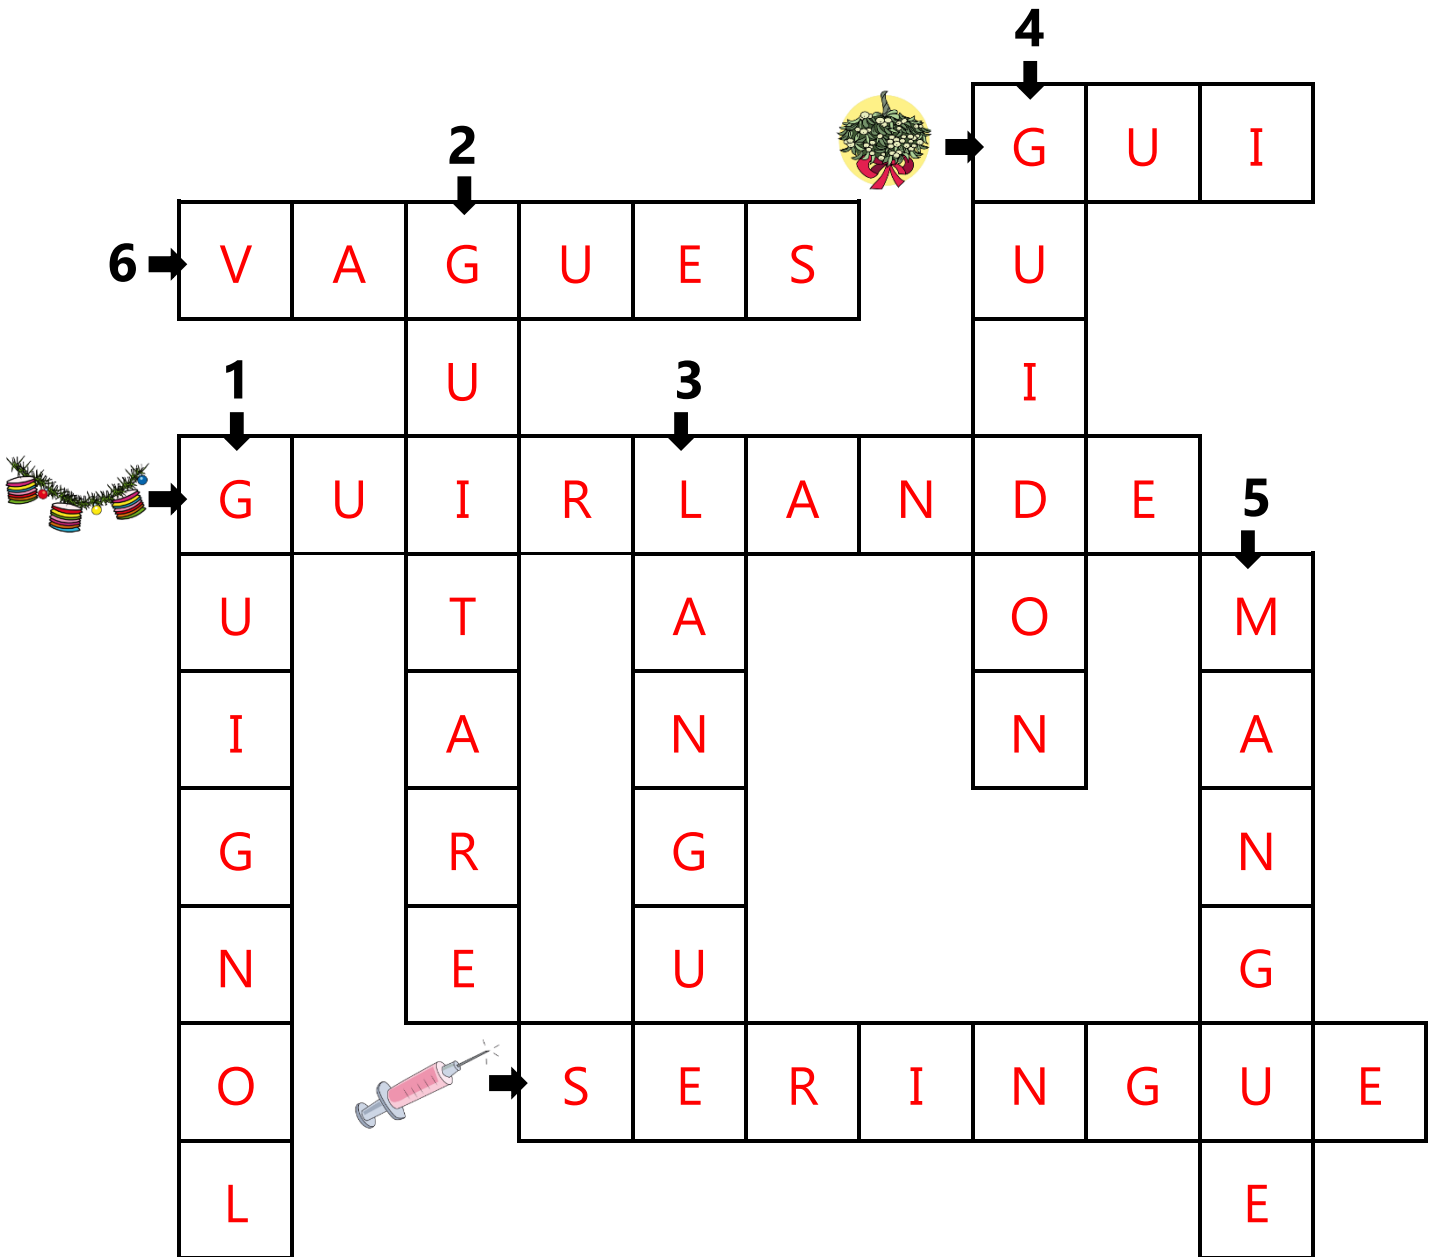 4
G U I
2
6 V A G U E S U
U I
1 3
G U I R L A N D E
5
U T A O M
I A N N A
G R G N
N E U G
O S E R I N G U E
L E